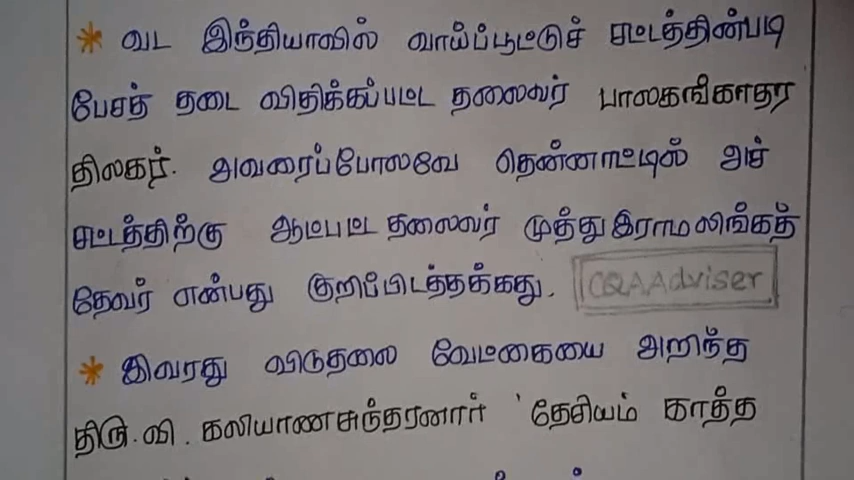 * வட இந்தியாவில் வாய்ப்பூட்டுச் சட்டத்தின்படி
பேசத் தடை விதிக்கப்பட்ட தலைவர் பாலகங்காதர
திலகர். அவரைப்போலவே தென்னாட்டில் அச்
சட்டத்திற்கு ஆட்பட்ட தலைவர் முத்துஇராமலிங்கத்
தேவர் என்பது குறிப்பிடத்தக்கது. CQAAdviser
* இவரது விடுதலை வேட்கையை அறிந்த
திரு.வி. கலியாணசுந்தரனார் 'தேசியம் காத்த